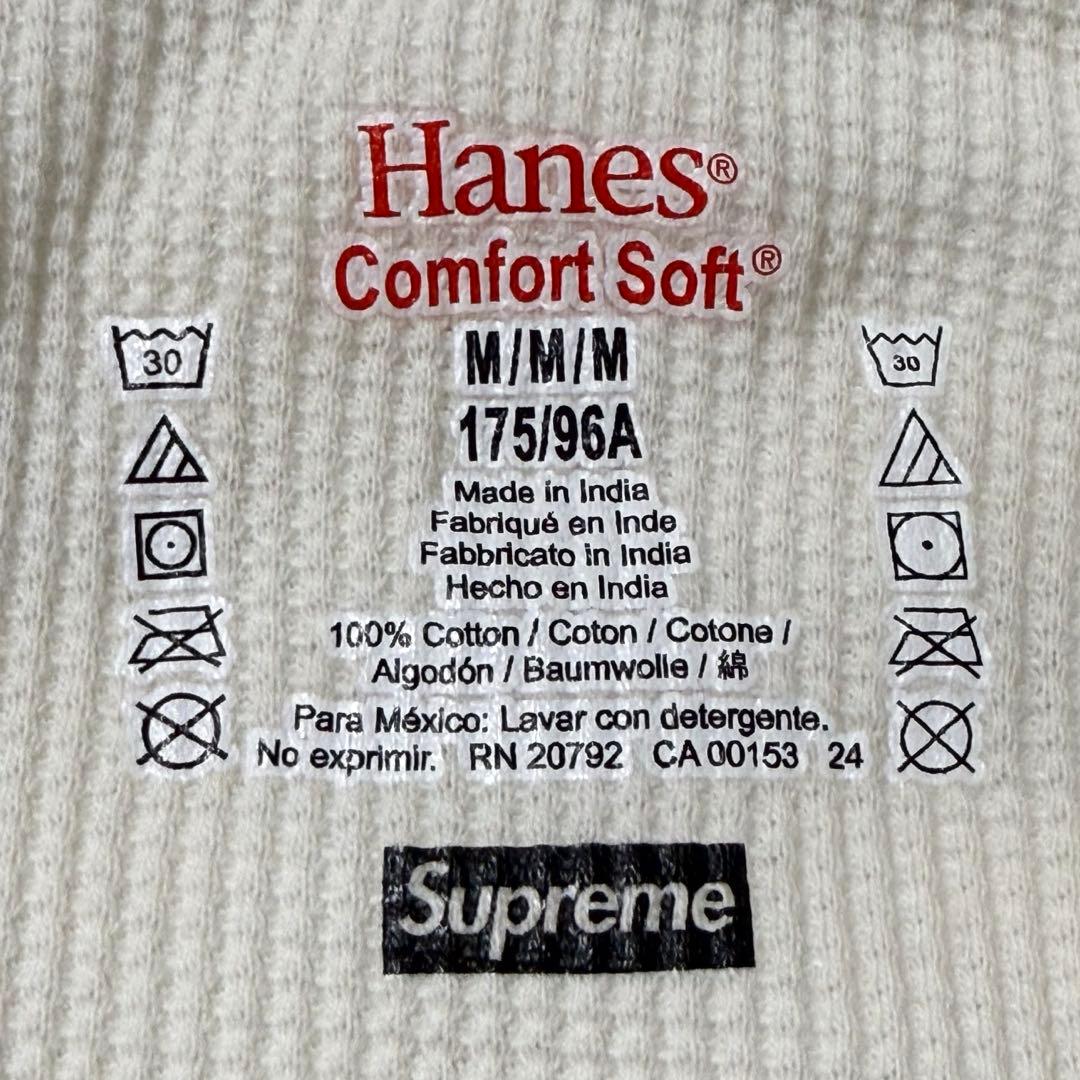 Hanes®
Comfort Soft®
30
M/M/M
30
175/96A
Made in India
Fabriqué en Inde
Fabbricato in India
Hecho en India
100% Cotton / Coton / Cotone /
Algodón / Baumwolle / 綿
Para México: Lavar con detergente.
No exprimir. RN 20792 CA 00153 24
Supreme